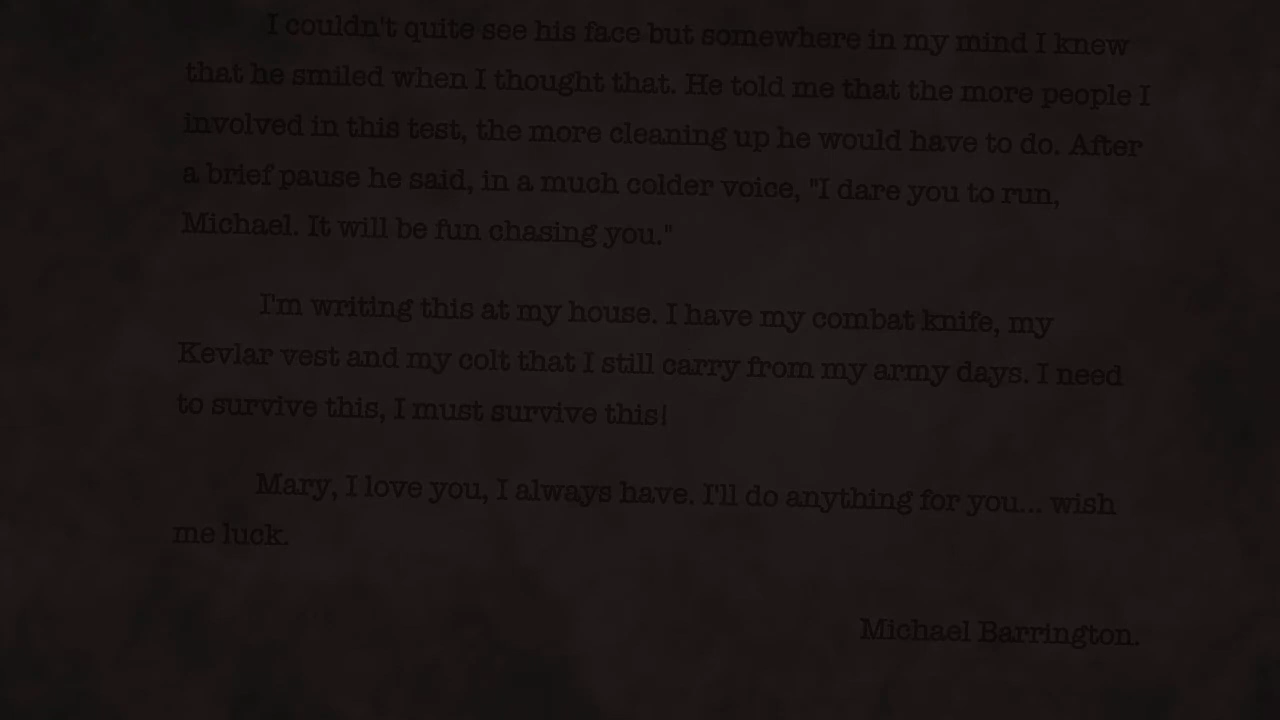 I couldn't quite see his face but somewhere in my mind I knew
that he smiled when I thought that. He told me that the more people I
involved in this test, the more cleaning up he would have to do. After
a brief pause he said, in a much colder voice, "I dare you to run,
Michael. It will be fun chasing you."
I'm writing this at my house. I have my combat knife, my
Kevlar vest and my colt that I still carry from my army days. I need
to survive this, I must survive this!
Mary, I love you, I always have. I'll do anything for you... wish
me luck.
Michael Barrington.